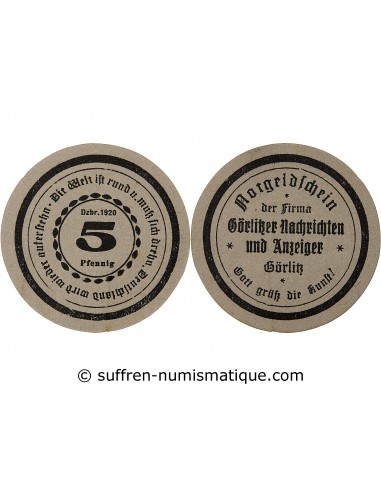 Die Welt ist rund u. muß sich drehn, Deutschland wird wieder auferstehn.
Dzbr. 1920
5
Pfennig
Notgeldschein
der Firma
Görlitzer Nachrichten
und Anzeiger
Görlitz
Gott grüß die Kunst!
© suffren-numismatique.com